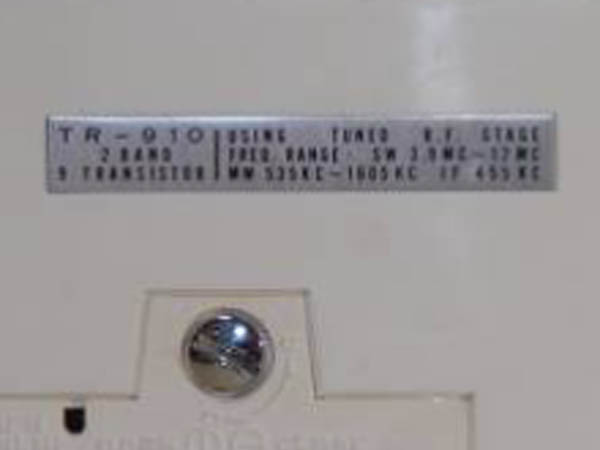 TR-910
2 BAND
9 TRANSISTOR
USING TUNED R.F. STAGE
FREQ. RANGE· SW 3.9MC~12MC
MW 535KC~1605KC IF 455KC